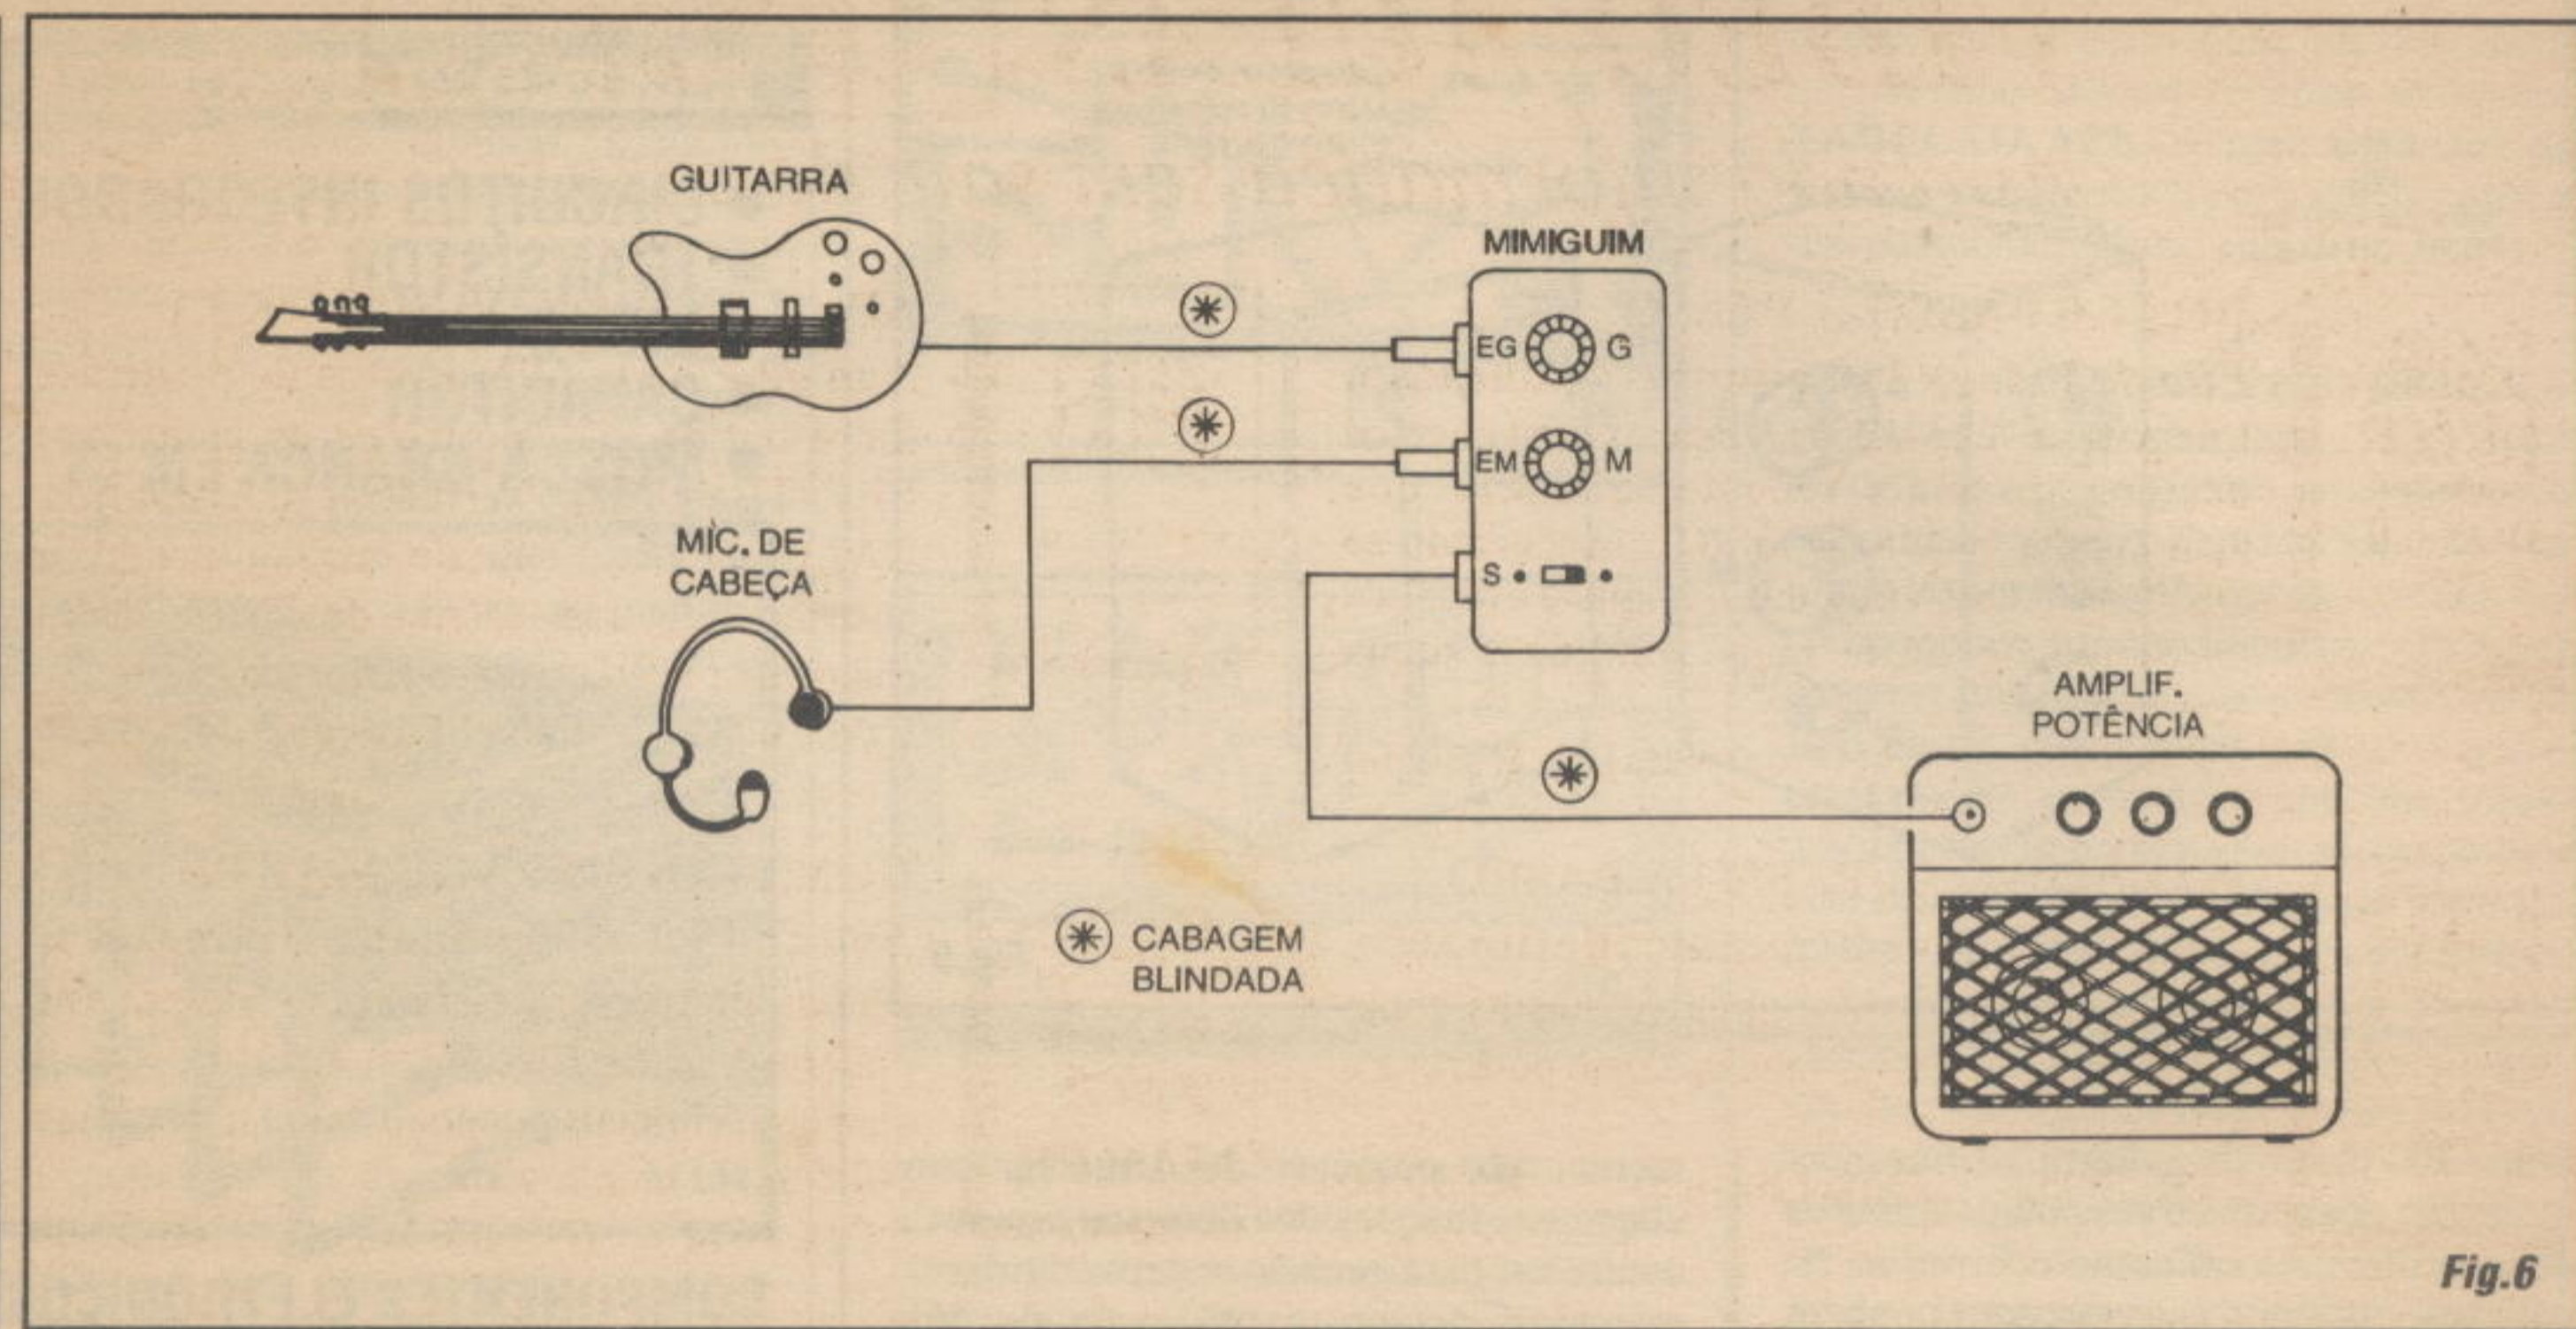 GUITARRA
MIMIGUIM
EG G
EM M
MIC. DE
CABEÇA
S
AMPLIF.
POTÊNCIA
CABAGEM
BLINDADA
Fig.6